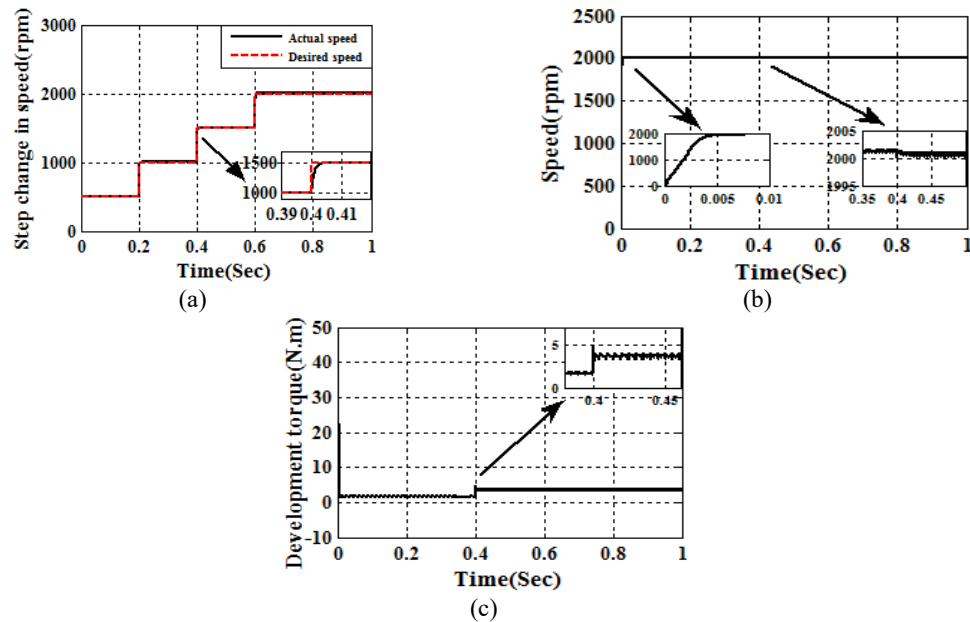 3000
Actual speed
Desired speed
2000
1000
0
Step change in speed(rpm)
1500
1000
0.39 0.4 0.41
0 0.2 0.4 0.6 0.8 1
Time(Sec)
(a)
2500
2000
1500
1000
500
0
Speed(rpm)
2000
1000
0
0 0.005 0.01
2005
2000
1995
0.35 0.4 0.45
0 0.2 0.4 0.6 0.8 1
Time(Sec)
(b)
50
40
30
20
10
0
-10
Development torque(N.m)
5
0
0.4 0.45
0 0.2 0.4 0.6 0.8 1
Time(Sec)
(c)